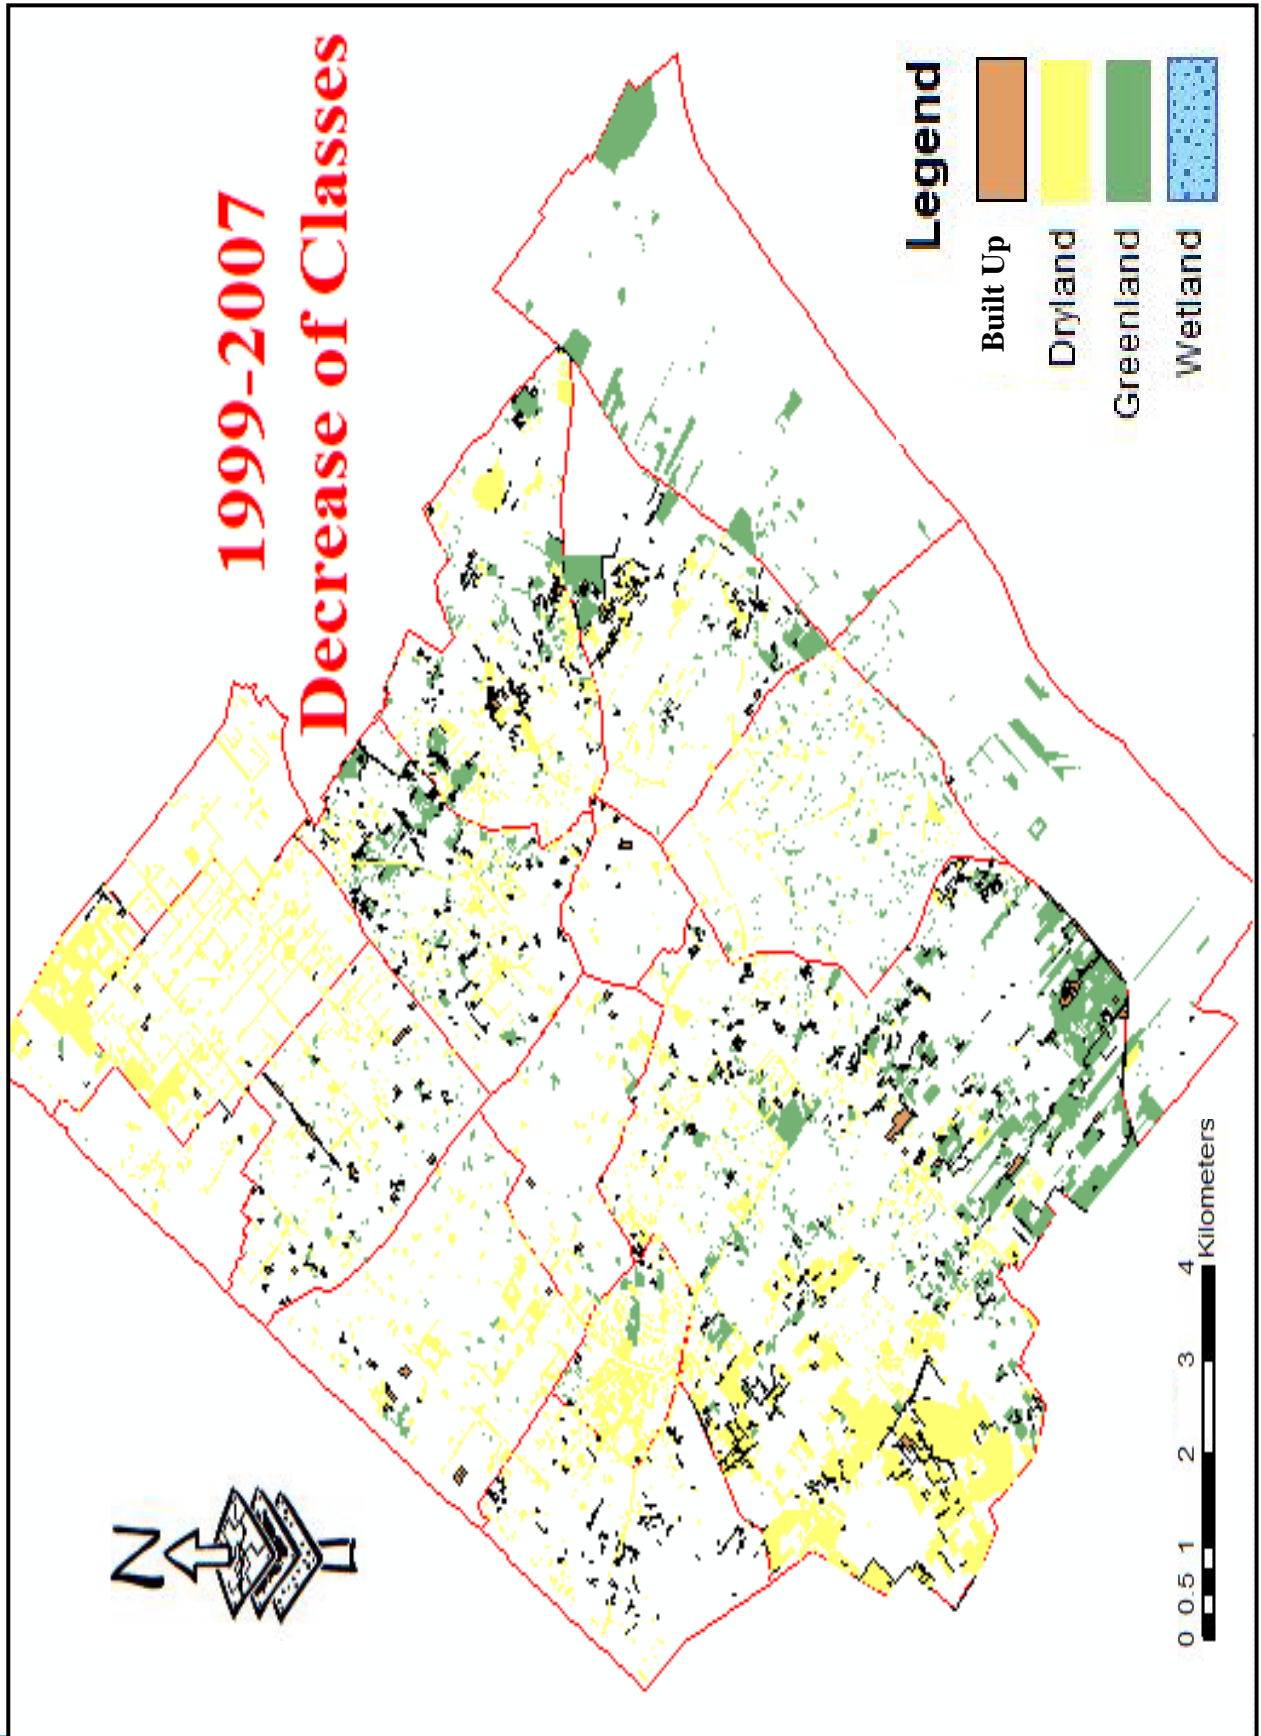 1999-2007
Decrease of Classes
Legend
Built Up
Dryland
Greenland
Wetland
N
0 0.5 1 2 3 4
Kilometers